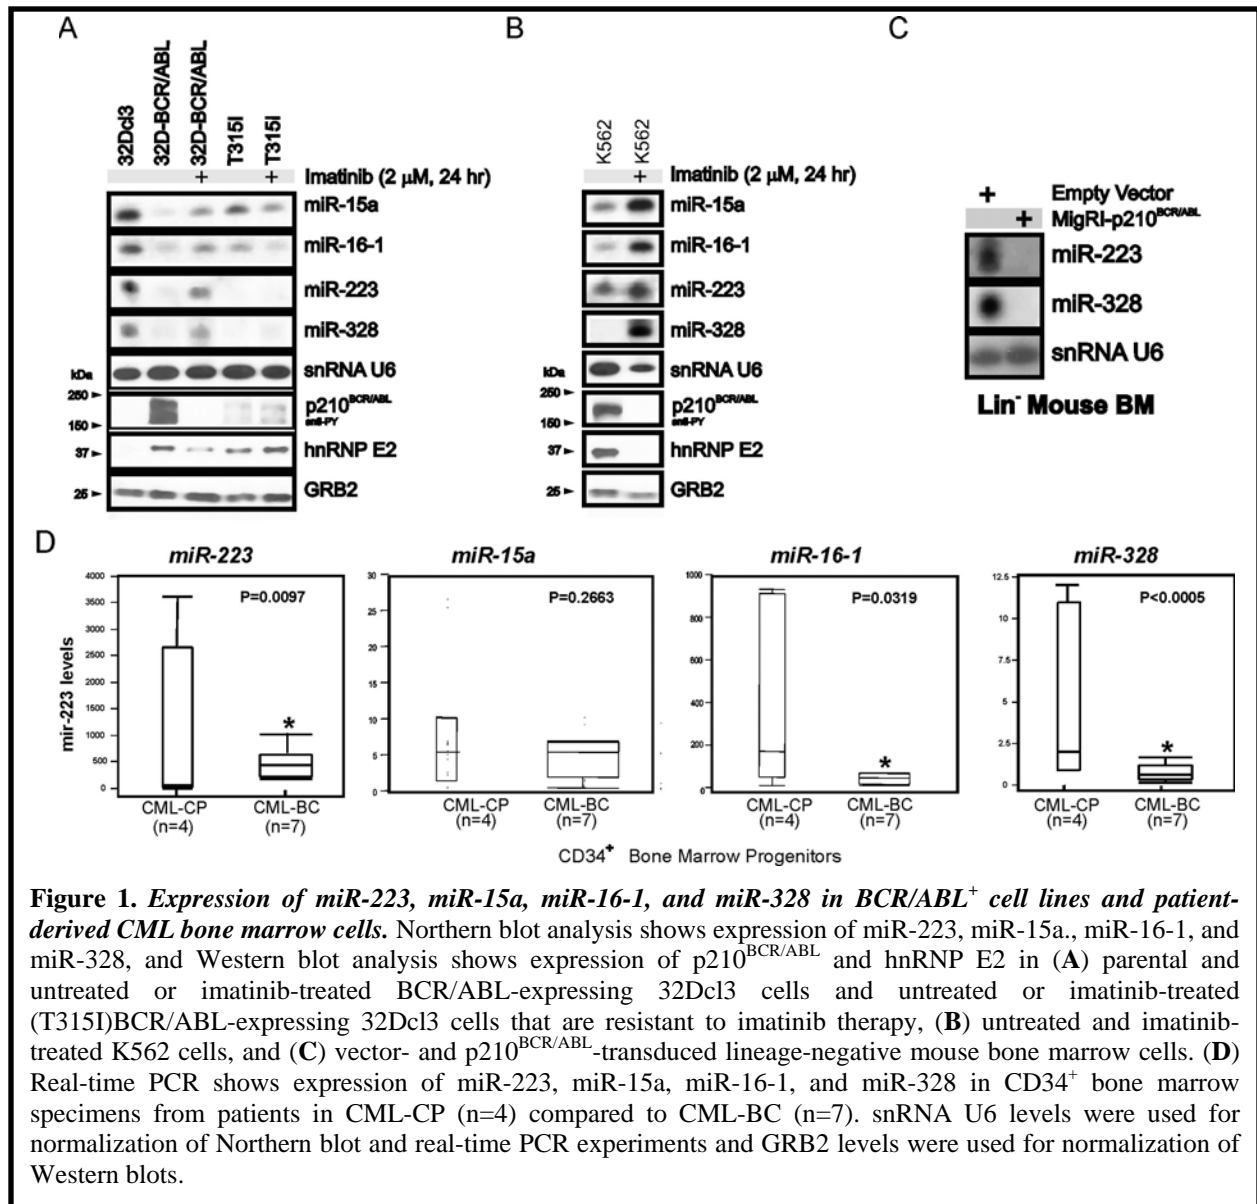 A
B
C
32Dcl3
32D-BCR/ABL
32D-BCR/ABL
T315I
T315I
+ + Imatinib (2 µM, 24 hr)
miR-15a
miR-16-1
miR-223
miR-328
snRNA U6
kDa
250
150
p210BCR/ABL
anti-PY
37
hnRNP E2
25
GRB2
K562
K562
+ Imatinib (2 µM, 24 hr)
miR-15a
miR-16-1
miR-223
miR-328
snRNA U6
kDa
250
150
p210BCR/ABL
anti-PY
37
hnRNP E2
25
GRB2
+ Empty Vector
+ MigRI-p210BCR/ABL
miR-223
miR-328
snRNA U6
Lin- Mouse BM
D
miR-223
mir-223 levels
4000
3500
3000
2500
2000
1500
1000
500
0
P=0.0097
*
CML-CP CML-BC
(n=4) (n=7)
miR-15a
30
25
20
15
10
5
0
P=0.2663
CML-CP CML-BC
(n=4) (n=7)
miR-16-1
1000
800
600
400
200
0
P=0.0319
*
CML-CP CML-BC
(n=4) (n=7)
miR-328
12.5
10
7.5
5
2.5
0
P<0.0005
*
CML-CP CML-BC
(n=4) (n=7)
CD34+ Bone Marrow Progenitors
Figure 1. Expression of miR-223, miR-15a, miR-16-1, and miR-328 in BCR/ABL+ cell lines and patient-
derived CML bone marrow cells. Northern blot analysis shows expression of miR-223, miR-15a., miR-16-1, and
miR-328, and Western blot analysis shows expression of p210BCR/ABL and hnRNP E2 in (A) parental and
untreated or imatinib-treated BCR/ABL-expressing 32Dcl3 cells and untreated or imatinib-treated
(T315I)BCR/ABL-expressing 32Dcl3 cells that are resistant to imatinib therapy, (B) untreated and imatinib-
treated K562 cells, and (C) vector- and p210BCR/ABL-transduced lineage-negative mouse bone marrow cells. (D)
Real-time PCR shows expression of miR-223, miR-15a, miR-16-1, and miR-328 in CD34+ bone marrow
specimens from patients in CML-CP (n=4) compared to CML-BC (n=7). snRNA U6 levels were used for
normalization of Northern blot and real-time PCR experiments and GRB2 levels were used for normalization of
Western blots.